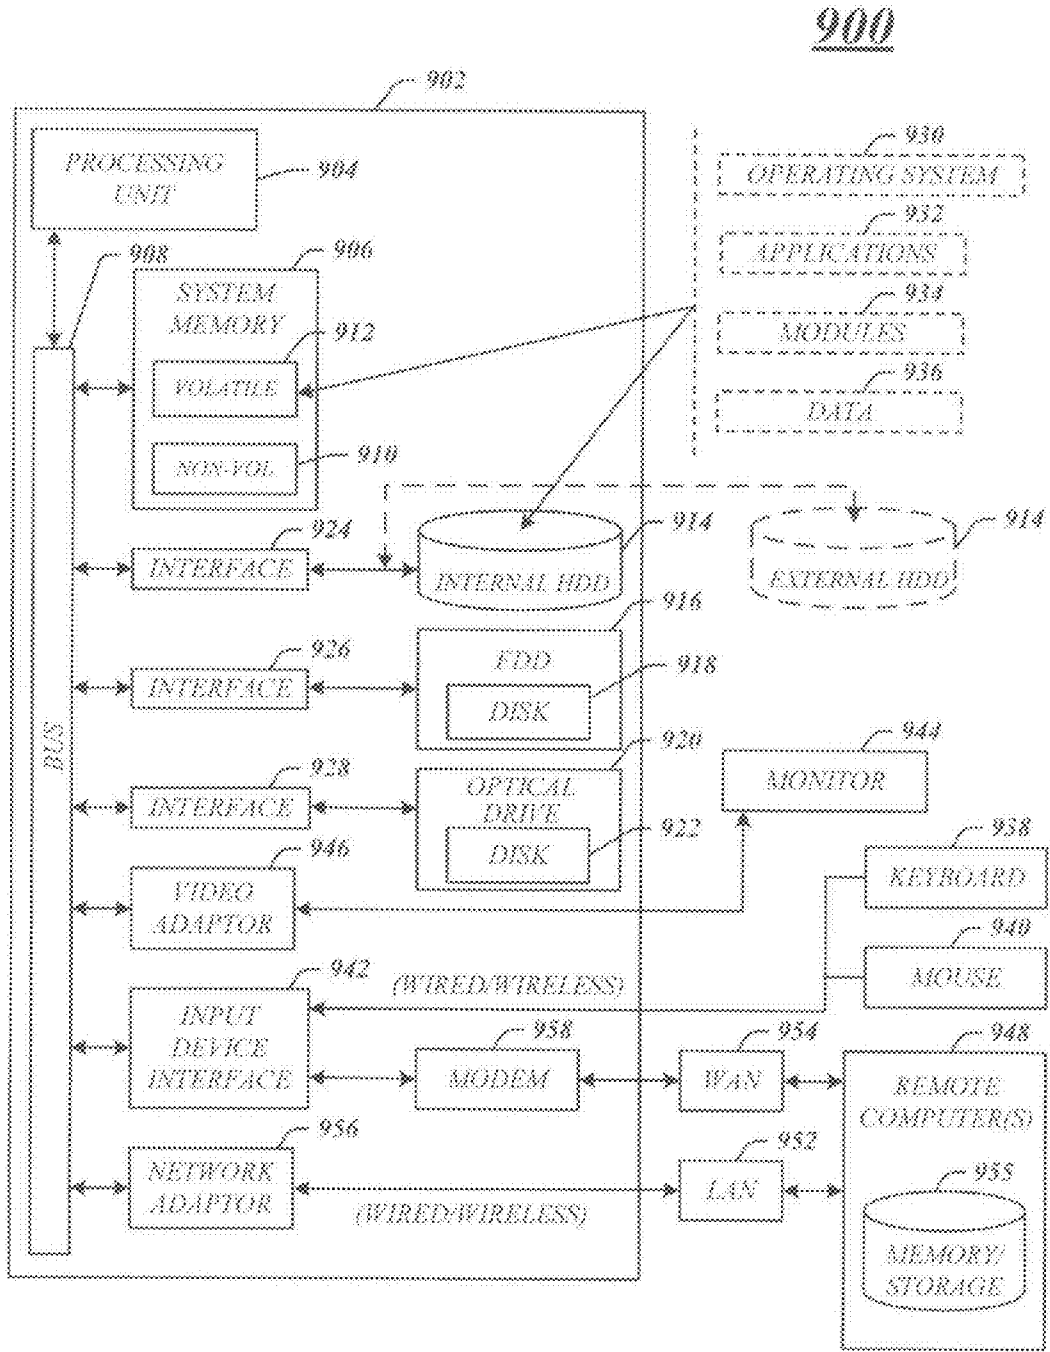 900
902
PROCESSING
UNIT
904
930
OPERATING SYSTEM
908
906
SYSTEM
MEMORY
932
APPLICATIONS
912
VOLATILE
934
MODULES
910
NON-VOL
936
DATA
924
INTERFACE
914
INTERNAL HDD
914
EXTERNAL HDD
916
FDD
926
INTERFACE
918
DISK
BUS
920
OPTICAL
DRIVE
928
INTERFACE
922
DISK
944
MONITOR
946
VIDEO
ADAPTOR
938
KEYBOARD
940
MOUSE
942
INPUT
DEVICE
INTERFACE
(WIRED/WIRELESS)
958
MODEM
954
WAN
948
REMOTE
COMPUTER(S)
956
NETWORK
ADAPTOR
(WIRED/WIRELESS)
952
LAN
955
MEMORY/
STORAGE